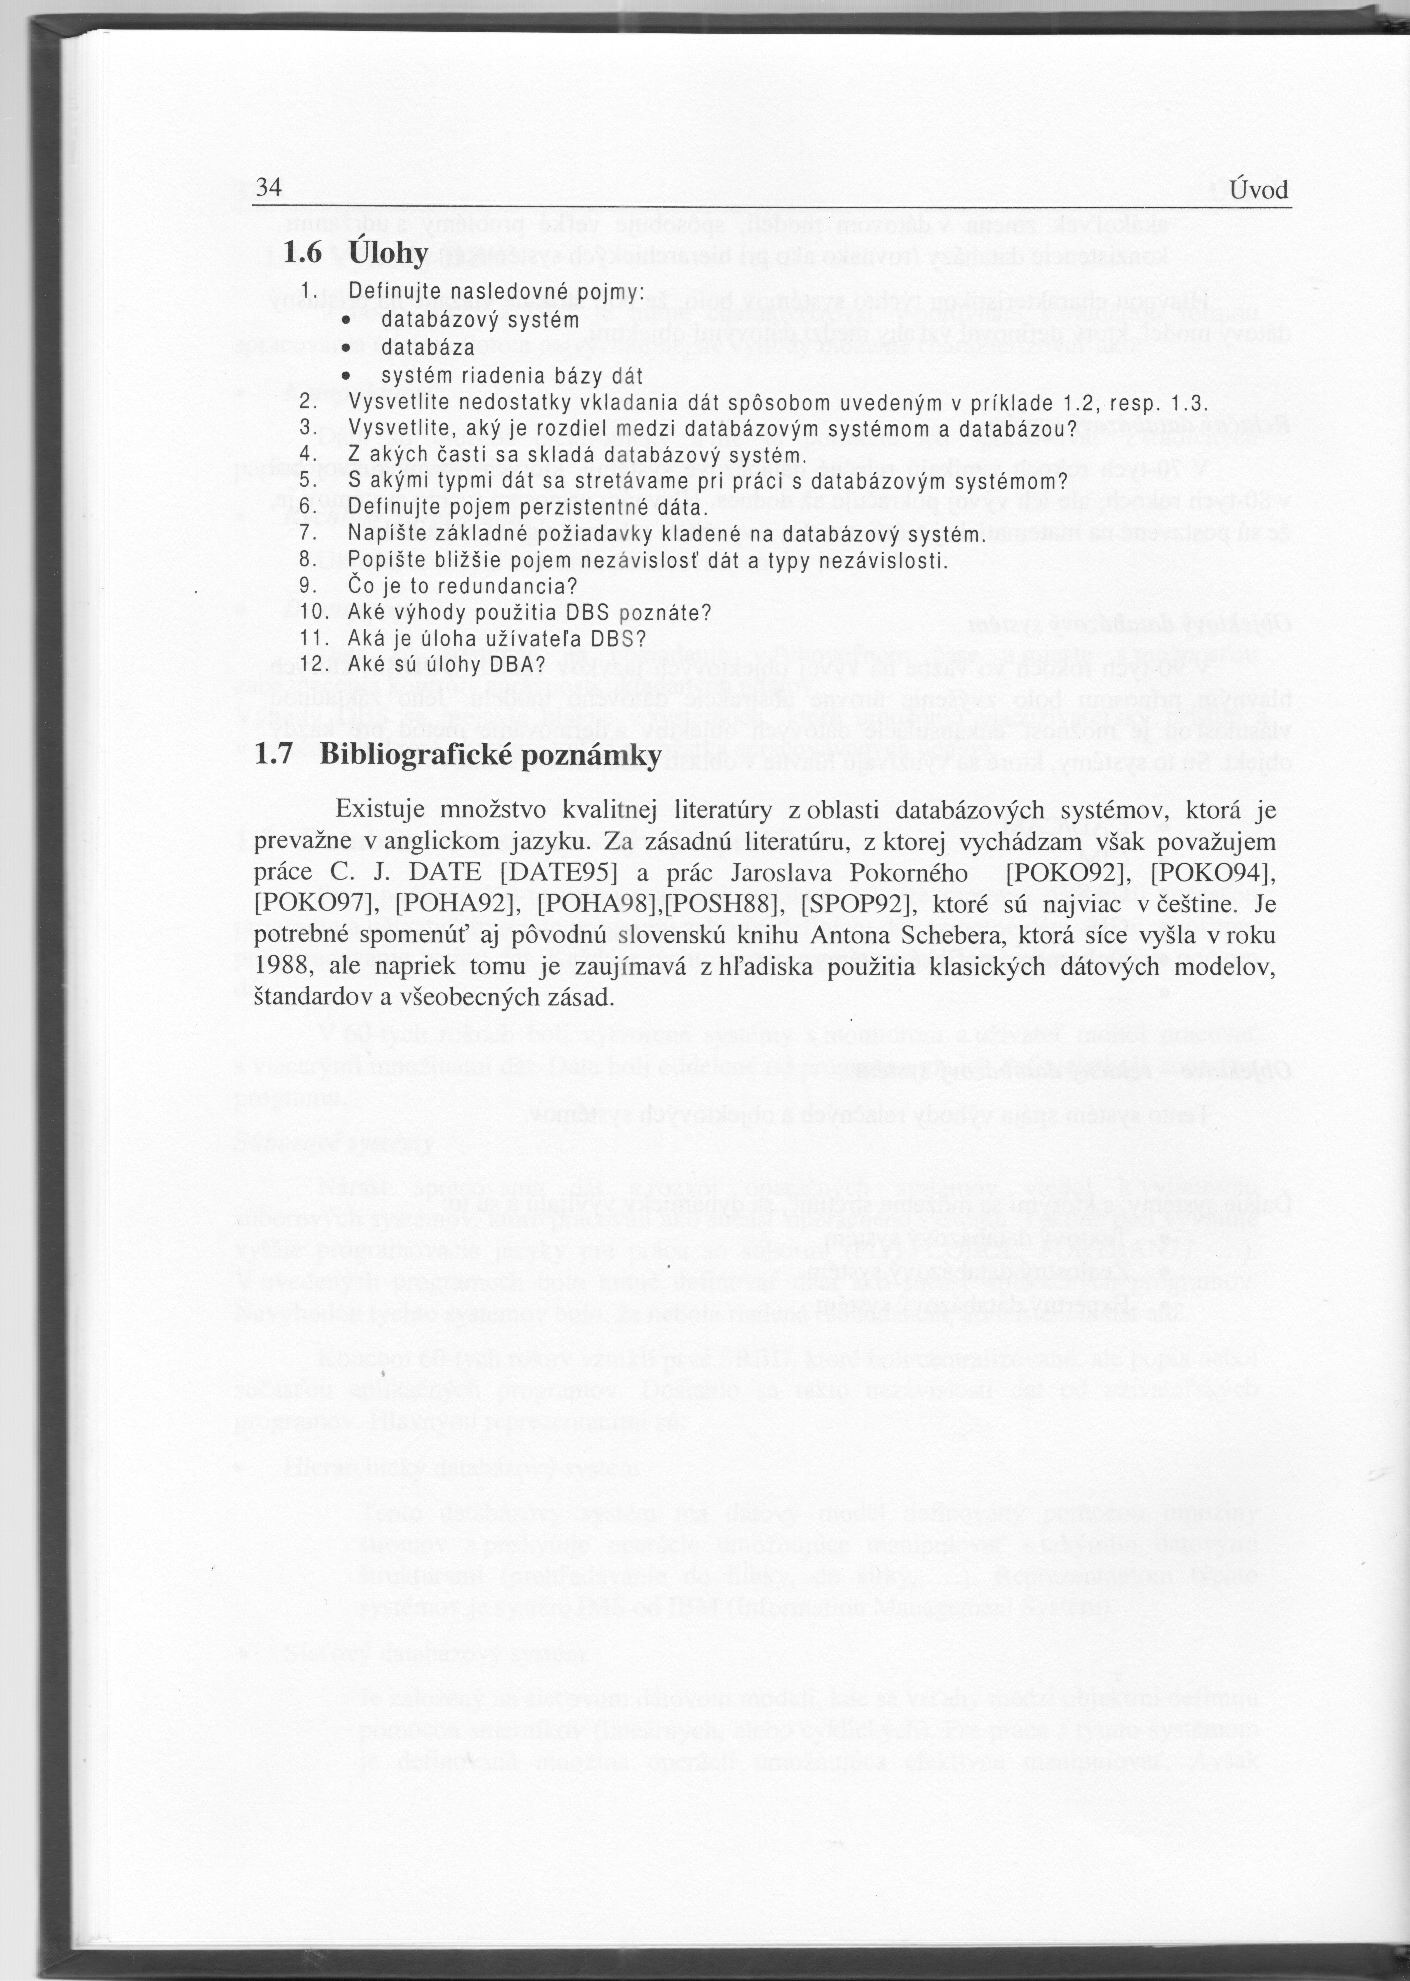 34 Úvod
1.6 Úlohy
1. Definujte nasledovné pojmy:
• databázový systém
• databáza
• systém riadenia bázy dát
2. Vysvetlite nedostatky vkladania dát spôsobom uvedeným v príklade 1.2, resp. 1.3.
3. Vysvetlite, aký je rozdiel medzi databázovým systémom a databázou?
4. Z akých časti sa skladá databázový systém.
5. S akými typmi dát sa stretávame pri práci s databázovým systémom?
6. Definujte pojem perzistentné dáta.
7. Napíšte základné požiadavky kladené na databázový systém.
8. Popíšte bližšie pojem nezávislosť dát a typy nezávislosti.
9. Čo je to redundancia?
10. Aké výhody použitia DBS poznáte?
11. Aká je úloha užívateľa DBS?
12. Aké sú úlohy DBA?
1.7 Bibliografické poznámky
Existuje množstvo kvalitnej literatúry z oblasti databázových systémov, ktorá je
prevažne v anglickom jazyku. Za zásadnú literatúru, z ktorej vychádzam však považujem
práce C. J. DATE [DATE95] a prác Jaroslava Pokorného [POKO92], [POKO94],
[POKO97], [POHA92], [POHA98],[POSH88], [SPOP92], ktoré sú najviac v češtine. Je
potrebné spomenúť aj pôvodnú slovenskú knihu Antona Schebera, ktorá síce vyšla v roku
1988, ale napriek tomu je zaujímavá z hľadiska použitia klasických dátových modelov,
štandardov a všeobecných zásad.